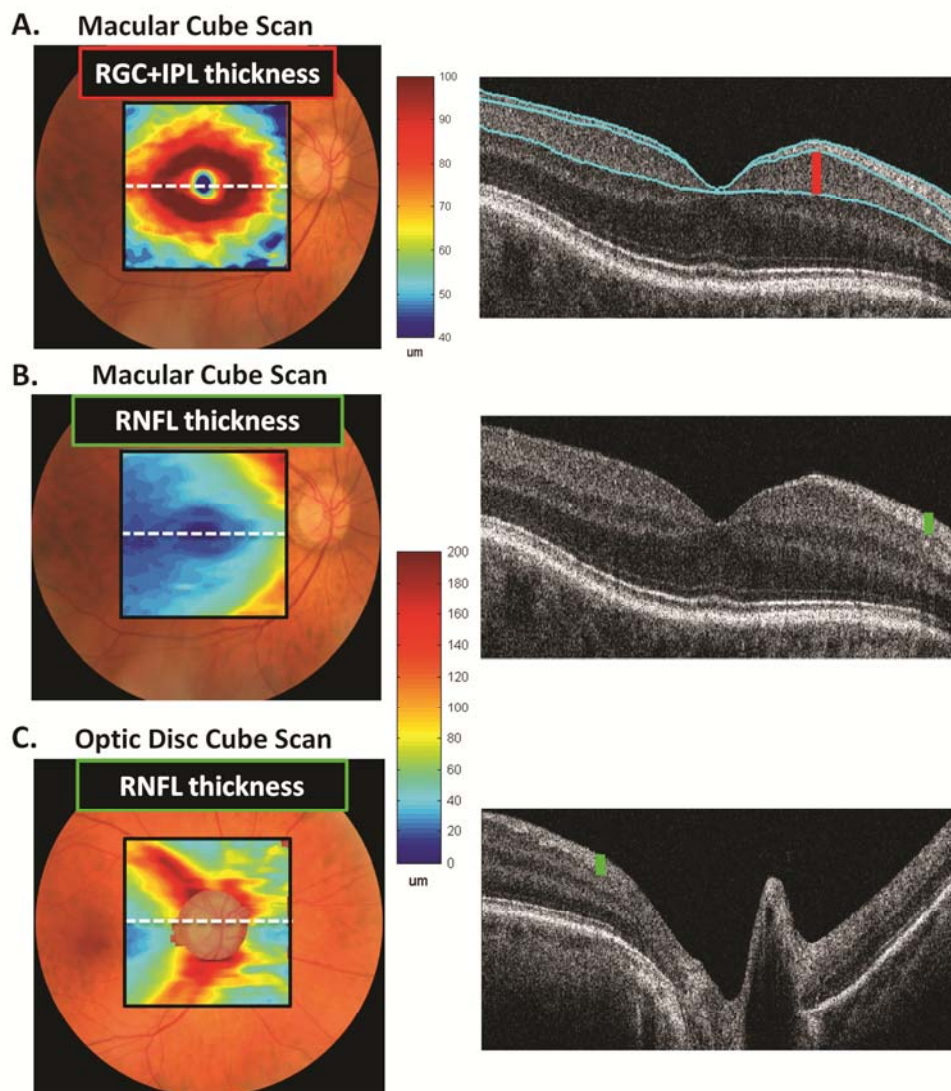 A. Macular Cube Scan
RGC+IPL thickness
100
90
80
70
60
50
40
um
B. Macular Cube Scan
RNFL thickness
200
180
160
140
120
100
80
60
40
20
0
um
C. Optic Disc Cube Scan
RNFL thickness